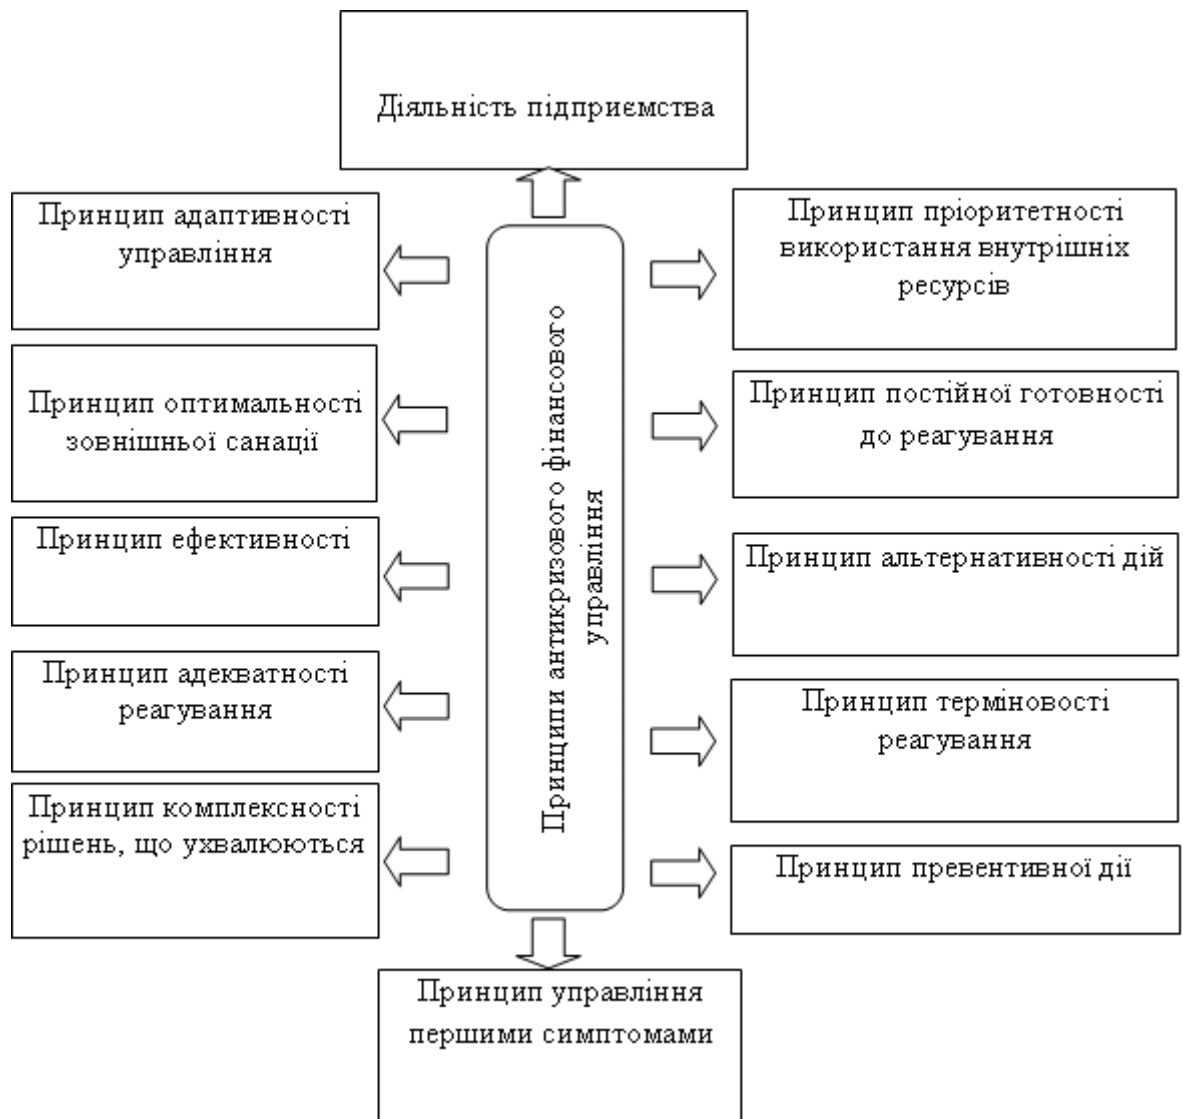 Діяльність підприємства
Принцип адаптивності
управління
Принцип оптимальності
зовнішньої санації
Принцип ефективності
Принцип адекватності
реагування
Принцип комплексності
рішень, що ухвалюються
Принципи антикризового фінансового
управління
Принцип пріоритетності
використання внутрішніх
ресурсів
Принцип постійної готовності
до реагування
Принцип альтернативності дій
Принцип терміновості
реагування
Принцип превентивної дії
Принцип управління
першими симптомами